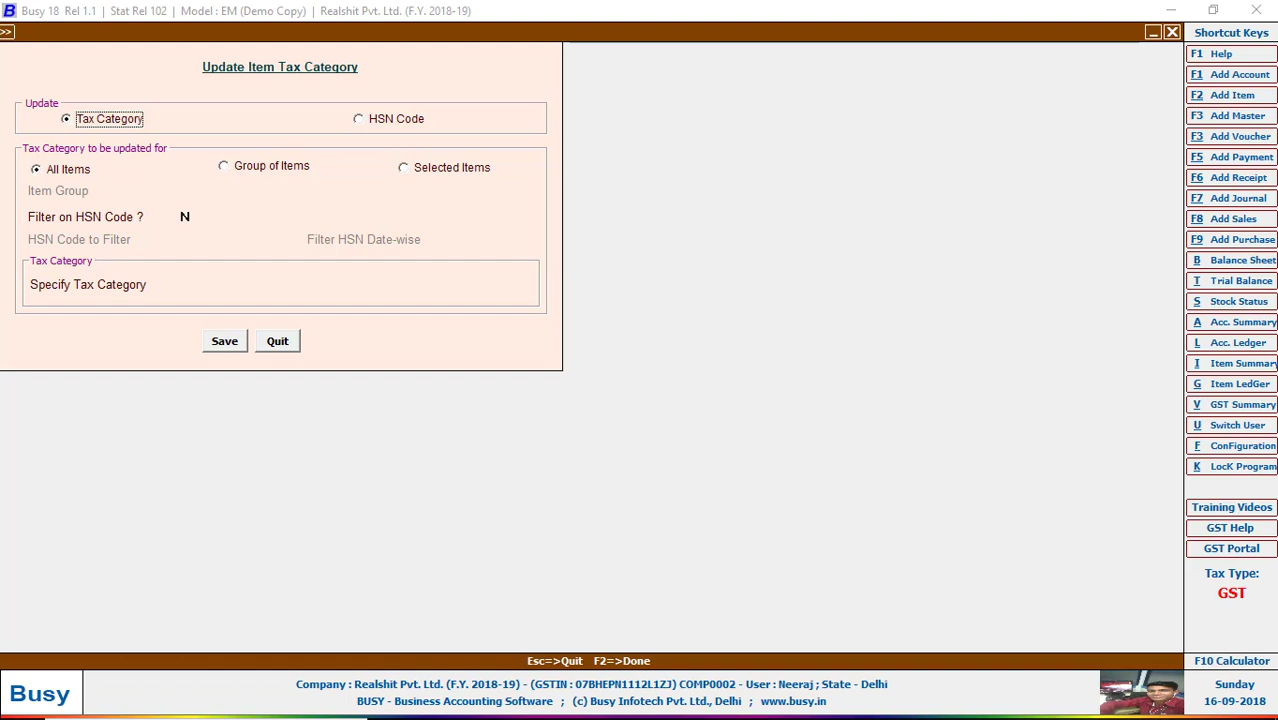 Busy 18 Rel 1.1 | Stat Rel 102 | Model : EM (Demo Copy) | Realshit Pvt. Ltd. (F.Y. 2018-19)
>>
Update Item Tax Category
Update
Tax Category HSN Code
Tax Category to be updated for
All Items Group of Items Selected Items
Item Group
Filter on HSN Code ? N
HSN Code to Filter Filter HSN Date-wise
Tax Category
Specify Tax Category
Save Quit
Shortcut Keys
F1 Help
F1 Add Account
F2 Add Item
F3 Add Master
F3 Add Voucher
F5 Add Payment
F6 Add Receipt
F7 Add Journal
F8 Add Sales
F9 Add Purchase
B Balance Sheet
T Trial Balance
S Stock Status
A Acc. Summary
L Acc. Ledger
I Item Summary
G Item LedGer
V GST Summary
U Switch User
F ConFiguration
K LocK Program
Training Videos
GST Help
GST Portal
Tax Type:
GST
Esc=>Quit F2=>Done
F10 Calculator
Busy
Company : Realshit Pvt. Ltd. (F.Y. 2018-19) - (GSTIN : 07BHEPN1112L1ZJ) COMP0002 - User : Neeraj ; State - Delhi
BUSY - Business Accounting Software ; (c) Busy Infotech Pvt. Ltd., Delhi ; www.busy.in
Sunday
16-09-2018